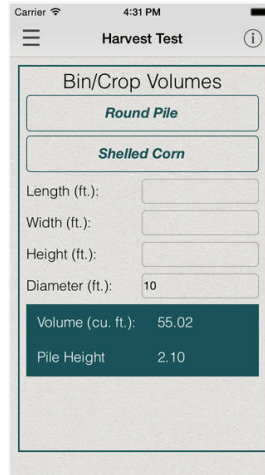 Carrier 4:31 PM
Harvest Test
Bin/Crop Volumes
Round Pile
Shelled Corn
Length (ft.):
Width (ft.):
Height (ft.):
Diameter (ft.): 10
Volume (cu. ft.): 55.02
Pile Height 2.10